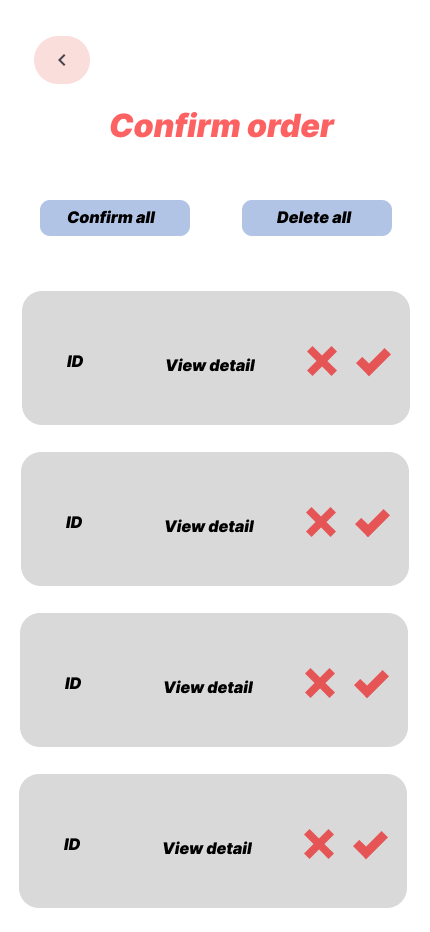 Confirm order
Confirm all
Delete all
ID
View detail
ID
View detail
ID
View detail
ID
View detail